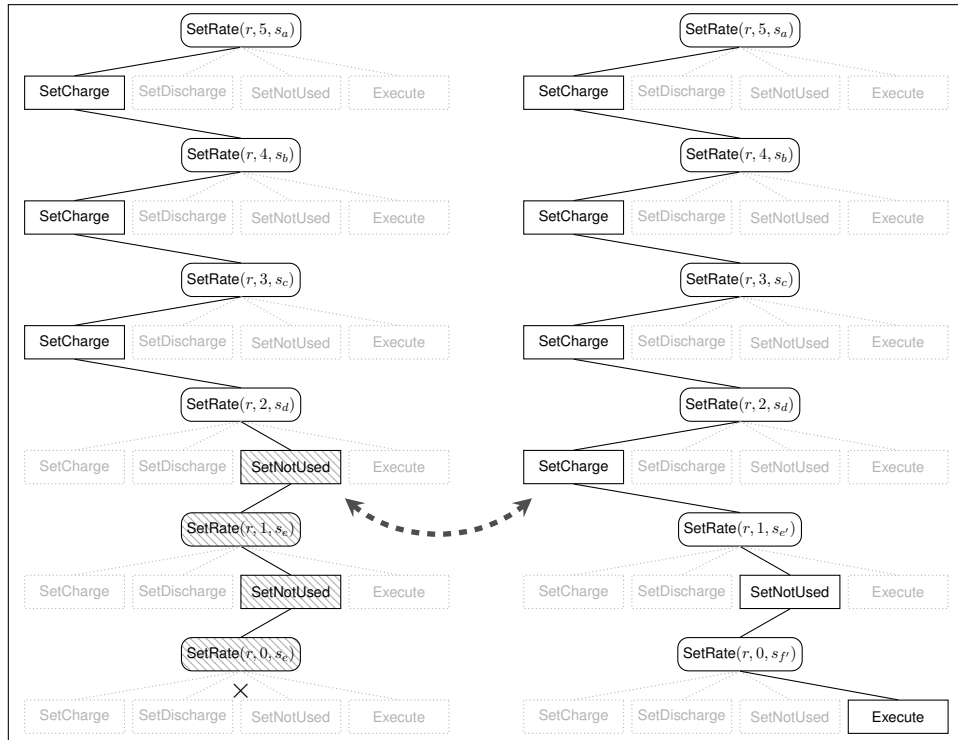 SetRate(r, 5, s_a) SetRate(r, 5, s_a)
SetCharge SetDischarge SetNotUsed Execute SetCharge SetDischarge SetNotUsed Execute
SetRate(r, 4, s_b) SetRate(r, 4, s_b)
SetCharge SetDischarge SetNotUsed Execute SetCharge SetDischarge SetNotUsed Execute
SetRate(r, 3, s_c) SetRate(r, 3, s_c)
SetCharge SetDischarge SetNotUsed Execute SetCharge SetDischarge SetNotUsed Execute
SetRate(r, 2, s_d) SetRate(r, 2, s_d)
SetCharge SetDischarge SetNotUsed Execute SetCharge SetDischarge SetNotUsed Execute
SetRate(r, 1, s_e) SetRate(r, 1, s_e′)
SetCharge SetDischarge SetNotUsed Execute SetCharge SetDischarge SetNotUsed Execute
SetRate(r, 0, s_e) SetRate(r, 0, s_f′)
×
SetCharge SetDischarge SetNotUsed Execute SetCharge SetDischarge SetNotUsed Execute